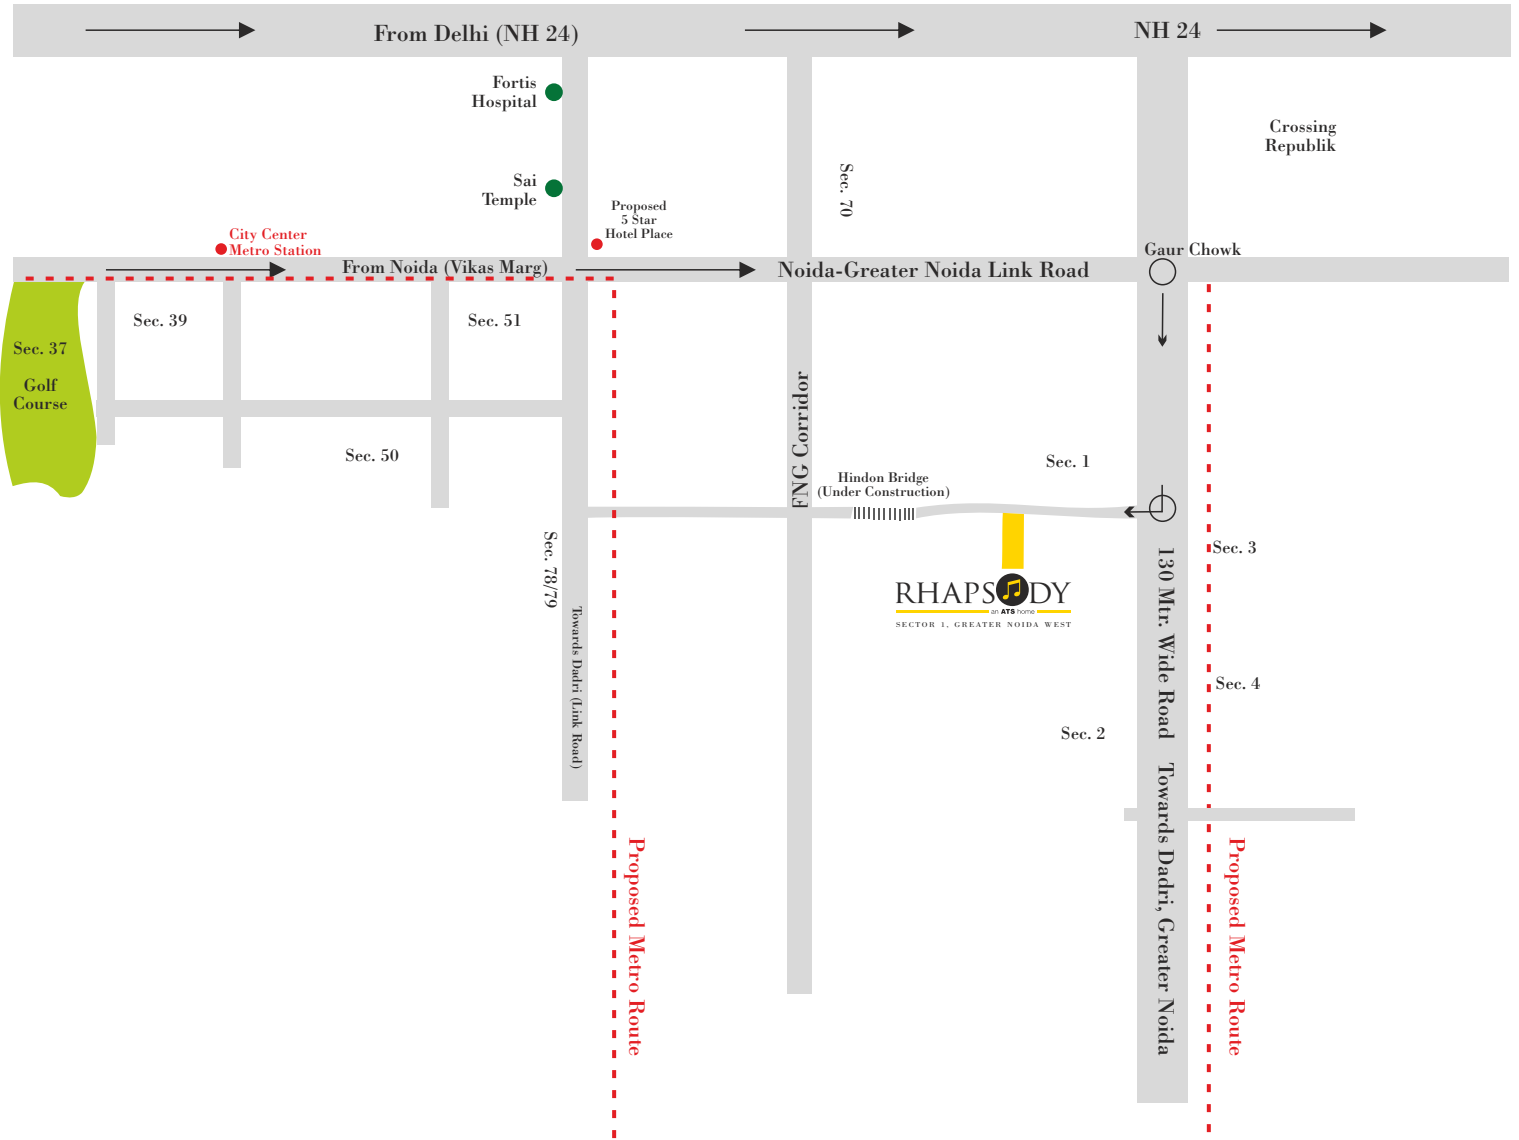 From Delhi (NH 24)
NH 24
Fortis
Hospital
Crossing
Republik
Sai
Temple
Sec. 70
Proposed
5 Star
Hotel Place
City Center
Metro Station
Gaur Chowk
From Noida (Vikas Marg)
Noida-Greater Noida Link Road
Sec. 39
Sec. 51
Sec. 37
Golf
Course
FNG Corridor
Sec. 50
Sec. 1
Hindon Bridge
(Under Construction)
Sec. 78/79
Sec. 3
RHAPSODY
an ATS home
SECTOR 1, GREATER NOIDA WEST
Towards Dadri (Link Road)
130 Mtr. Wide Road
Sec. 4
Sec. 2
Towards Dadri, Greater Noida
Proposed Metro Route
Proposed Metro Route